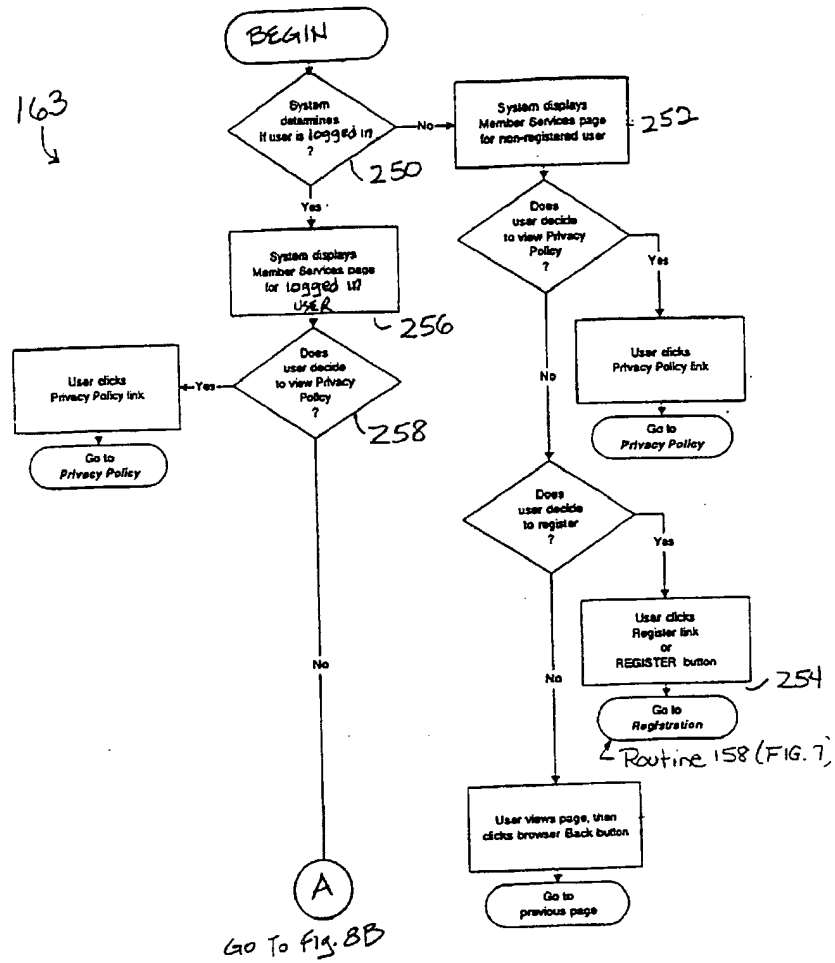 BEGIN
163
System
determines
if user is logged in
?
250
No
System displays
Member Services page
for non-registered user
252
Yes
System displays
Member Services page
for logged in
USER
256
Does
user decide
to view Privacy
Policy
?
Yes
User clicks
Privacy Policy link
Go to
Privacy Policy
No
Does
user decide
to view Privacy
Policy
?
258
Yes
User clicks
Privacy Policy link
Go to
Privacy Policy
Does
user decide
to register
?
Yes
User clicks
Register link
or
REGISTER button
254
Go to
Registration
Routine 158 (FIG. 7)
No
No
User views page, then
clicks browser Back button
Go to
previous page
A
GO TO Fig. 8B